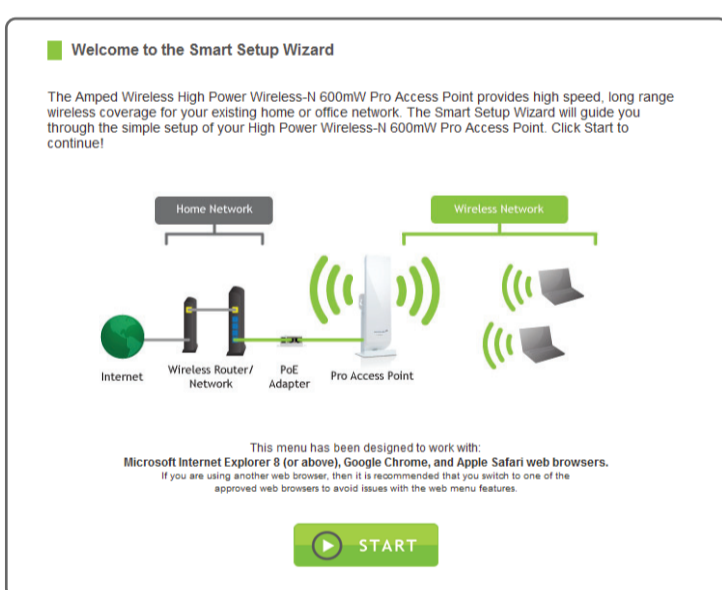 Welcome to the Smart Setup Wizard
The Amped Wireless High Power Wireless-N 600mW Pro Access Point provides high speed, long range
wireless coverage for your existing home or office network. The Smart Setup Wizard will guide you
through the simple setup of your High Power Wireless-N 600mW Pro Access Point. Click Start to
continue!
Home Network
Wireless Network
Internet
Wireless Router/
Network
PoE
Adapter
Pro Access Point
This menu has been designed to work with:
Microsoft Internet Explorer 8 (or above), Google Chrome, and Apple Safari web browsers.
If you are using another web browser, then it is recommended that you switch to one of the
approved web browsers to avoid issues with the web menu features.
START